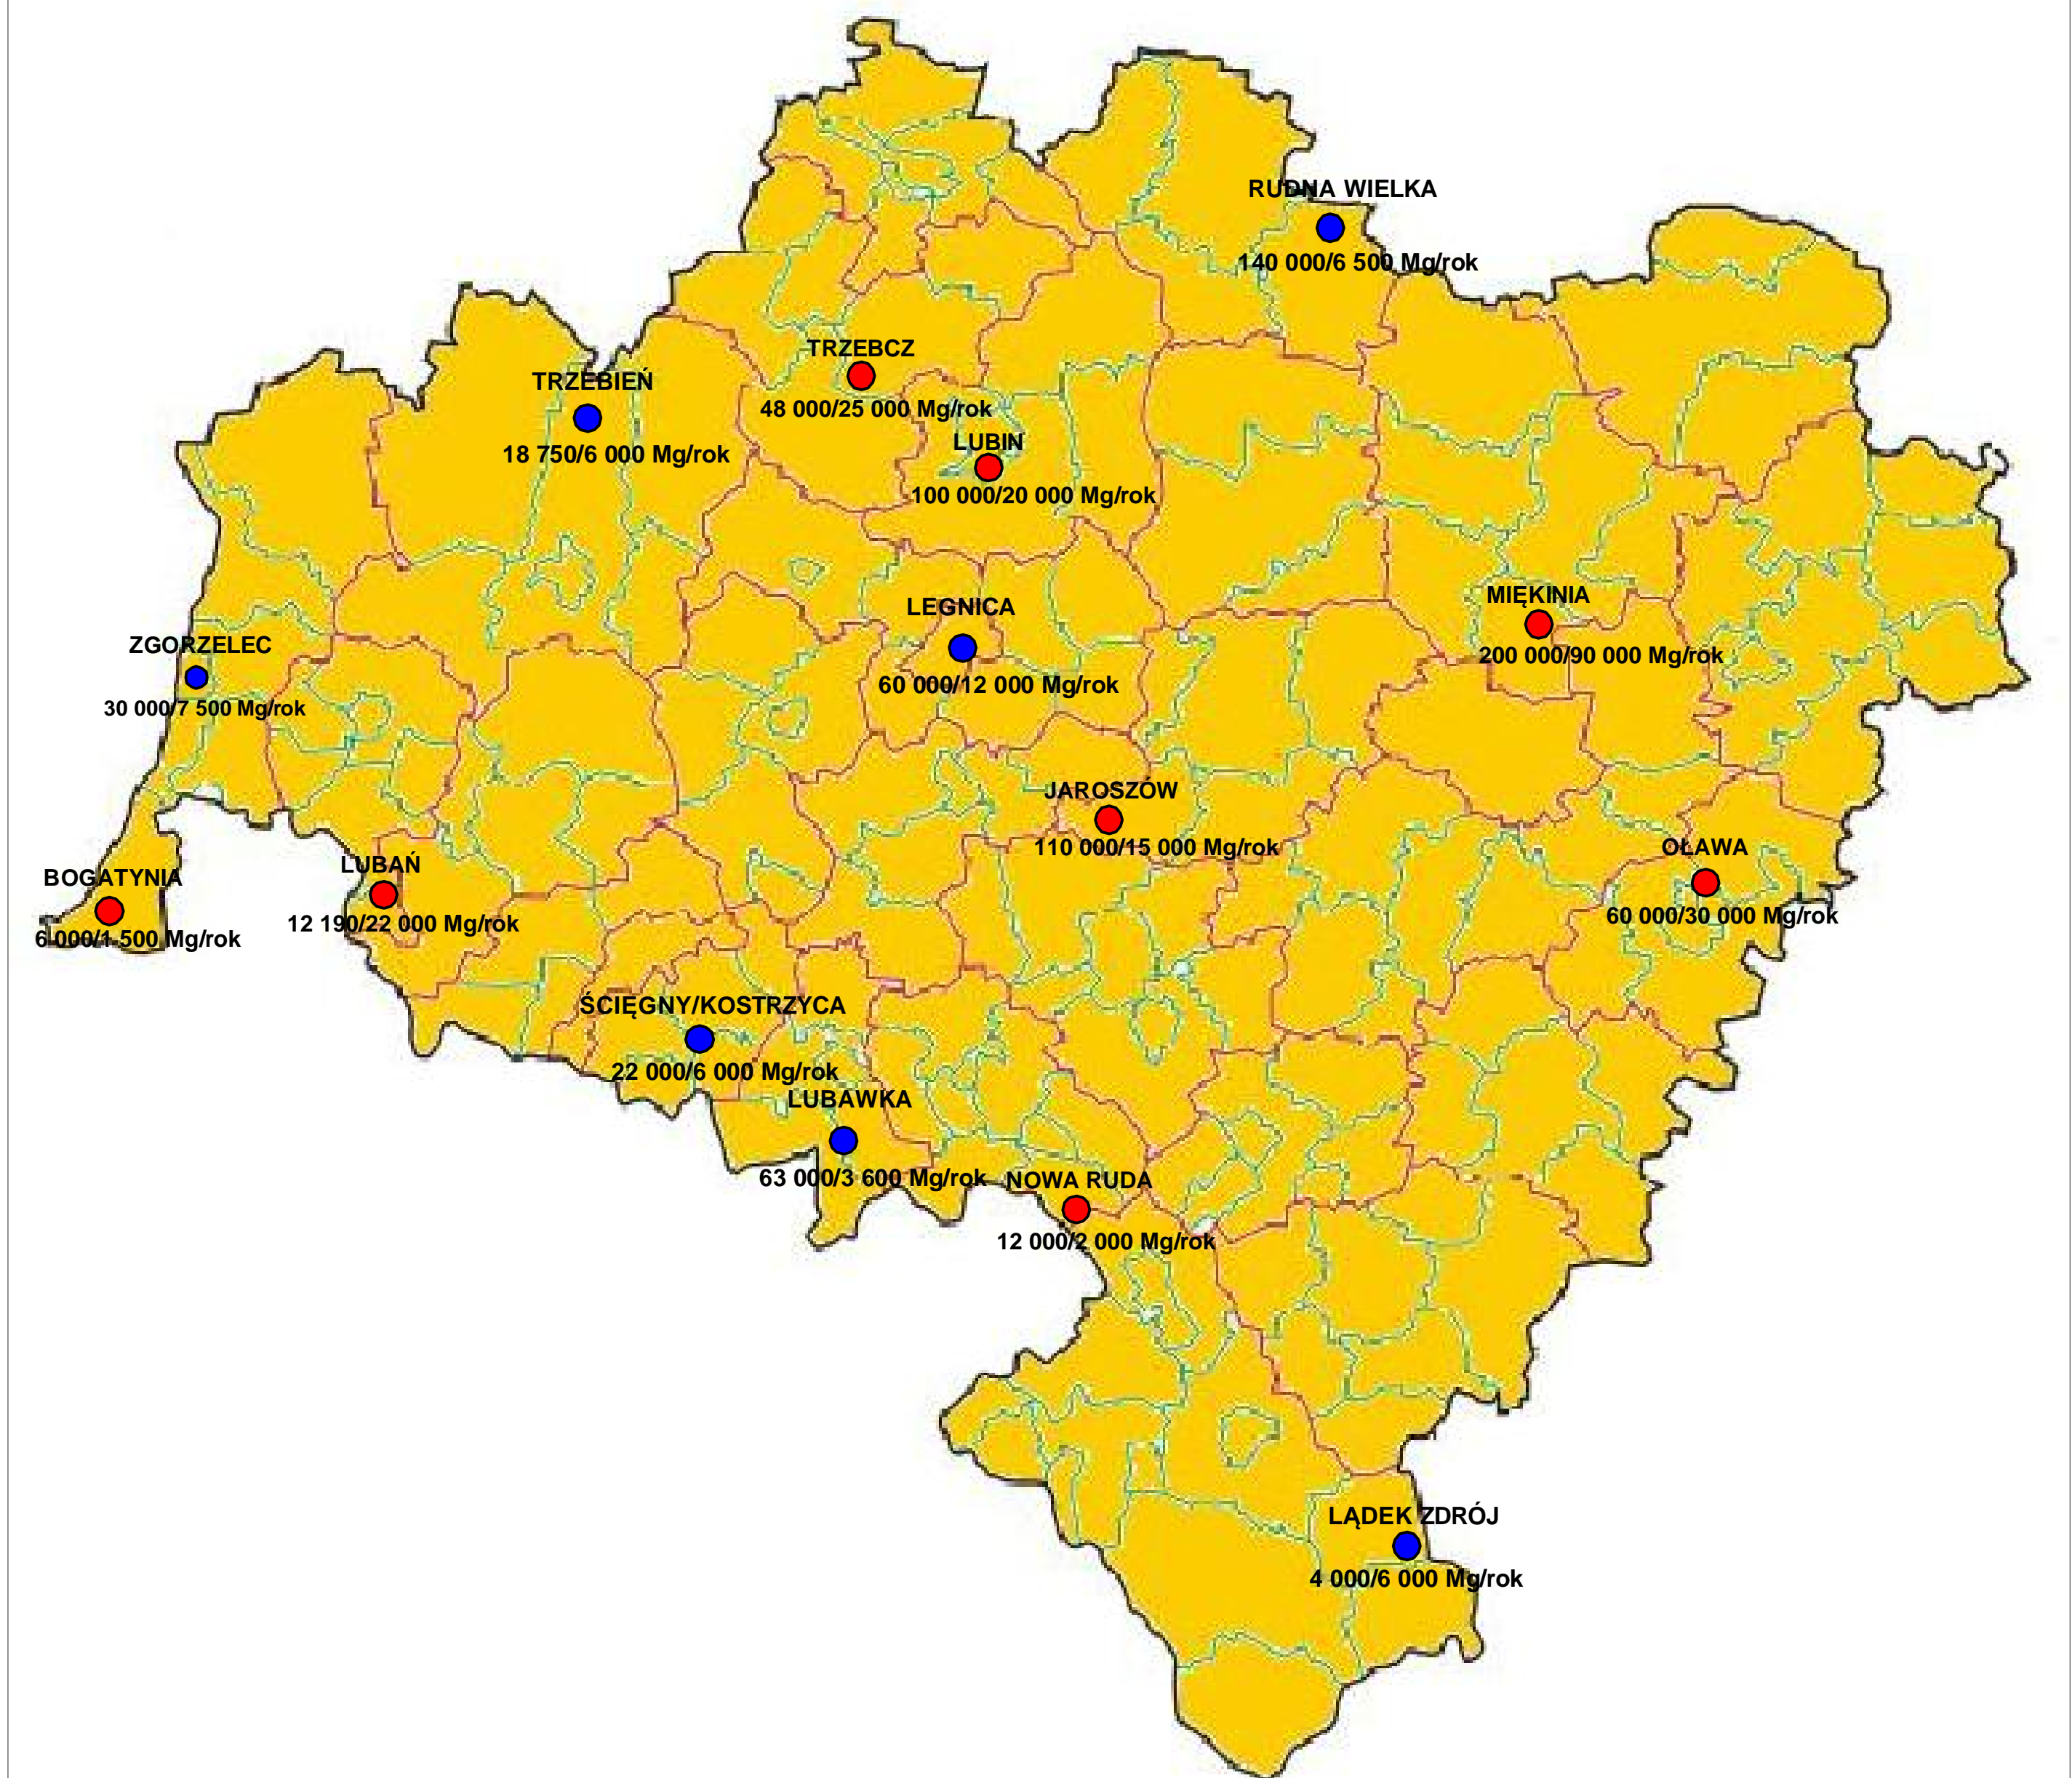 RUDNA WIELKA
140 000/6 500 Mg/rok
TRZEBCZ
48 000/25 000 Mg/rok
TRZEBIEŃ
18 750/6 000 Mg/rok
LUBIN
100 000/20 000 Mg/rok
MIĘKINIA
200 000/90 000 Mg/rok
LEGNICA
60 000/12 000 Mg/rok
ZGORZELEC
30 000/7 500 Mg/rok
JAROSZÓW
110 000/15 000 Mg/rok
OŁAWA
60 000/30 000 Mg/rok
LUBAŃ
12 190/22 000 Mg/rok
BOGATYNIA
6 000/1 500 Mg/rok
ŚCIĘGNY/KOSTRZYCA
22 000/6 000 Mg/rok
LUBAWKA
63 000/3 600 Mg/rok
NOWA RUDA
12 000/2 000 Mg/rok
LĄDEK ZDRÓJ
4 000/6 000 Mg/rok